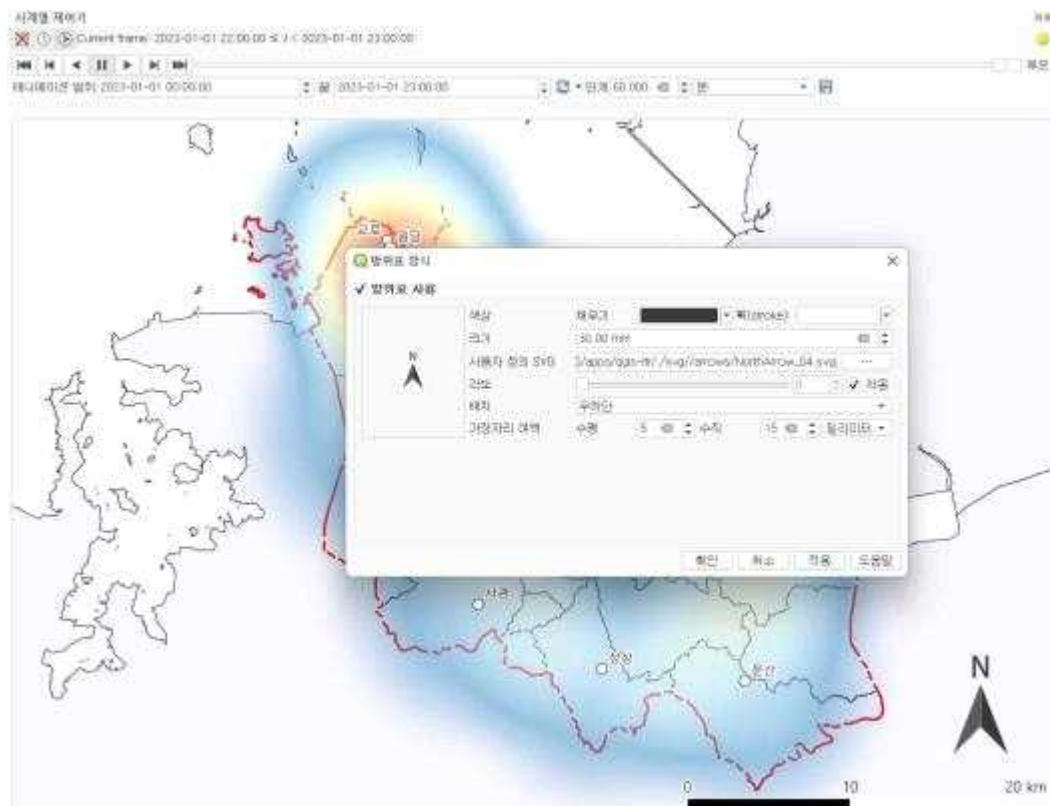 시계열 제어기
Current frame: 2023-01-01 22:00:00 ≤ t < 2023-01-01 23:00:00
애니메이션 범위: 2023-01-01 00:00:00 끝 2023-01-01 23:00:00 단계 60.000 분
방위표 장식
방위표 사용
색상 채우기 획(stroke)
N
크기 30.00 mm
사용자 정의 SVG /svg//arrows/NorthArrow_04.svg ...
각도 0 자동
배치 우하단
가장자리 여백 수평 5 수직 15 밀리미터
확인 취소 적용 도움말
N
0 10 20 km